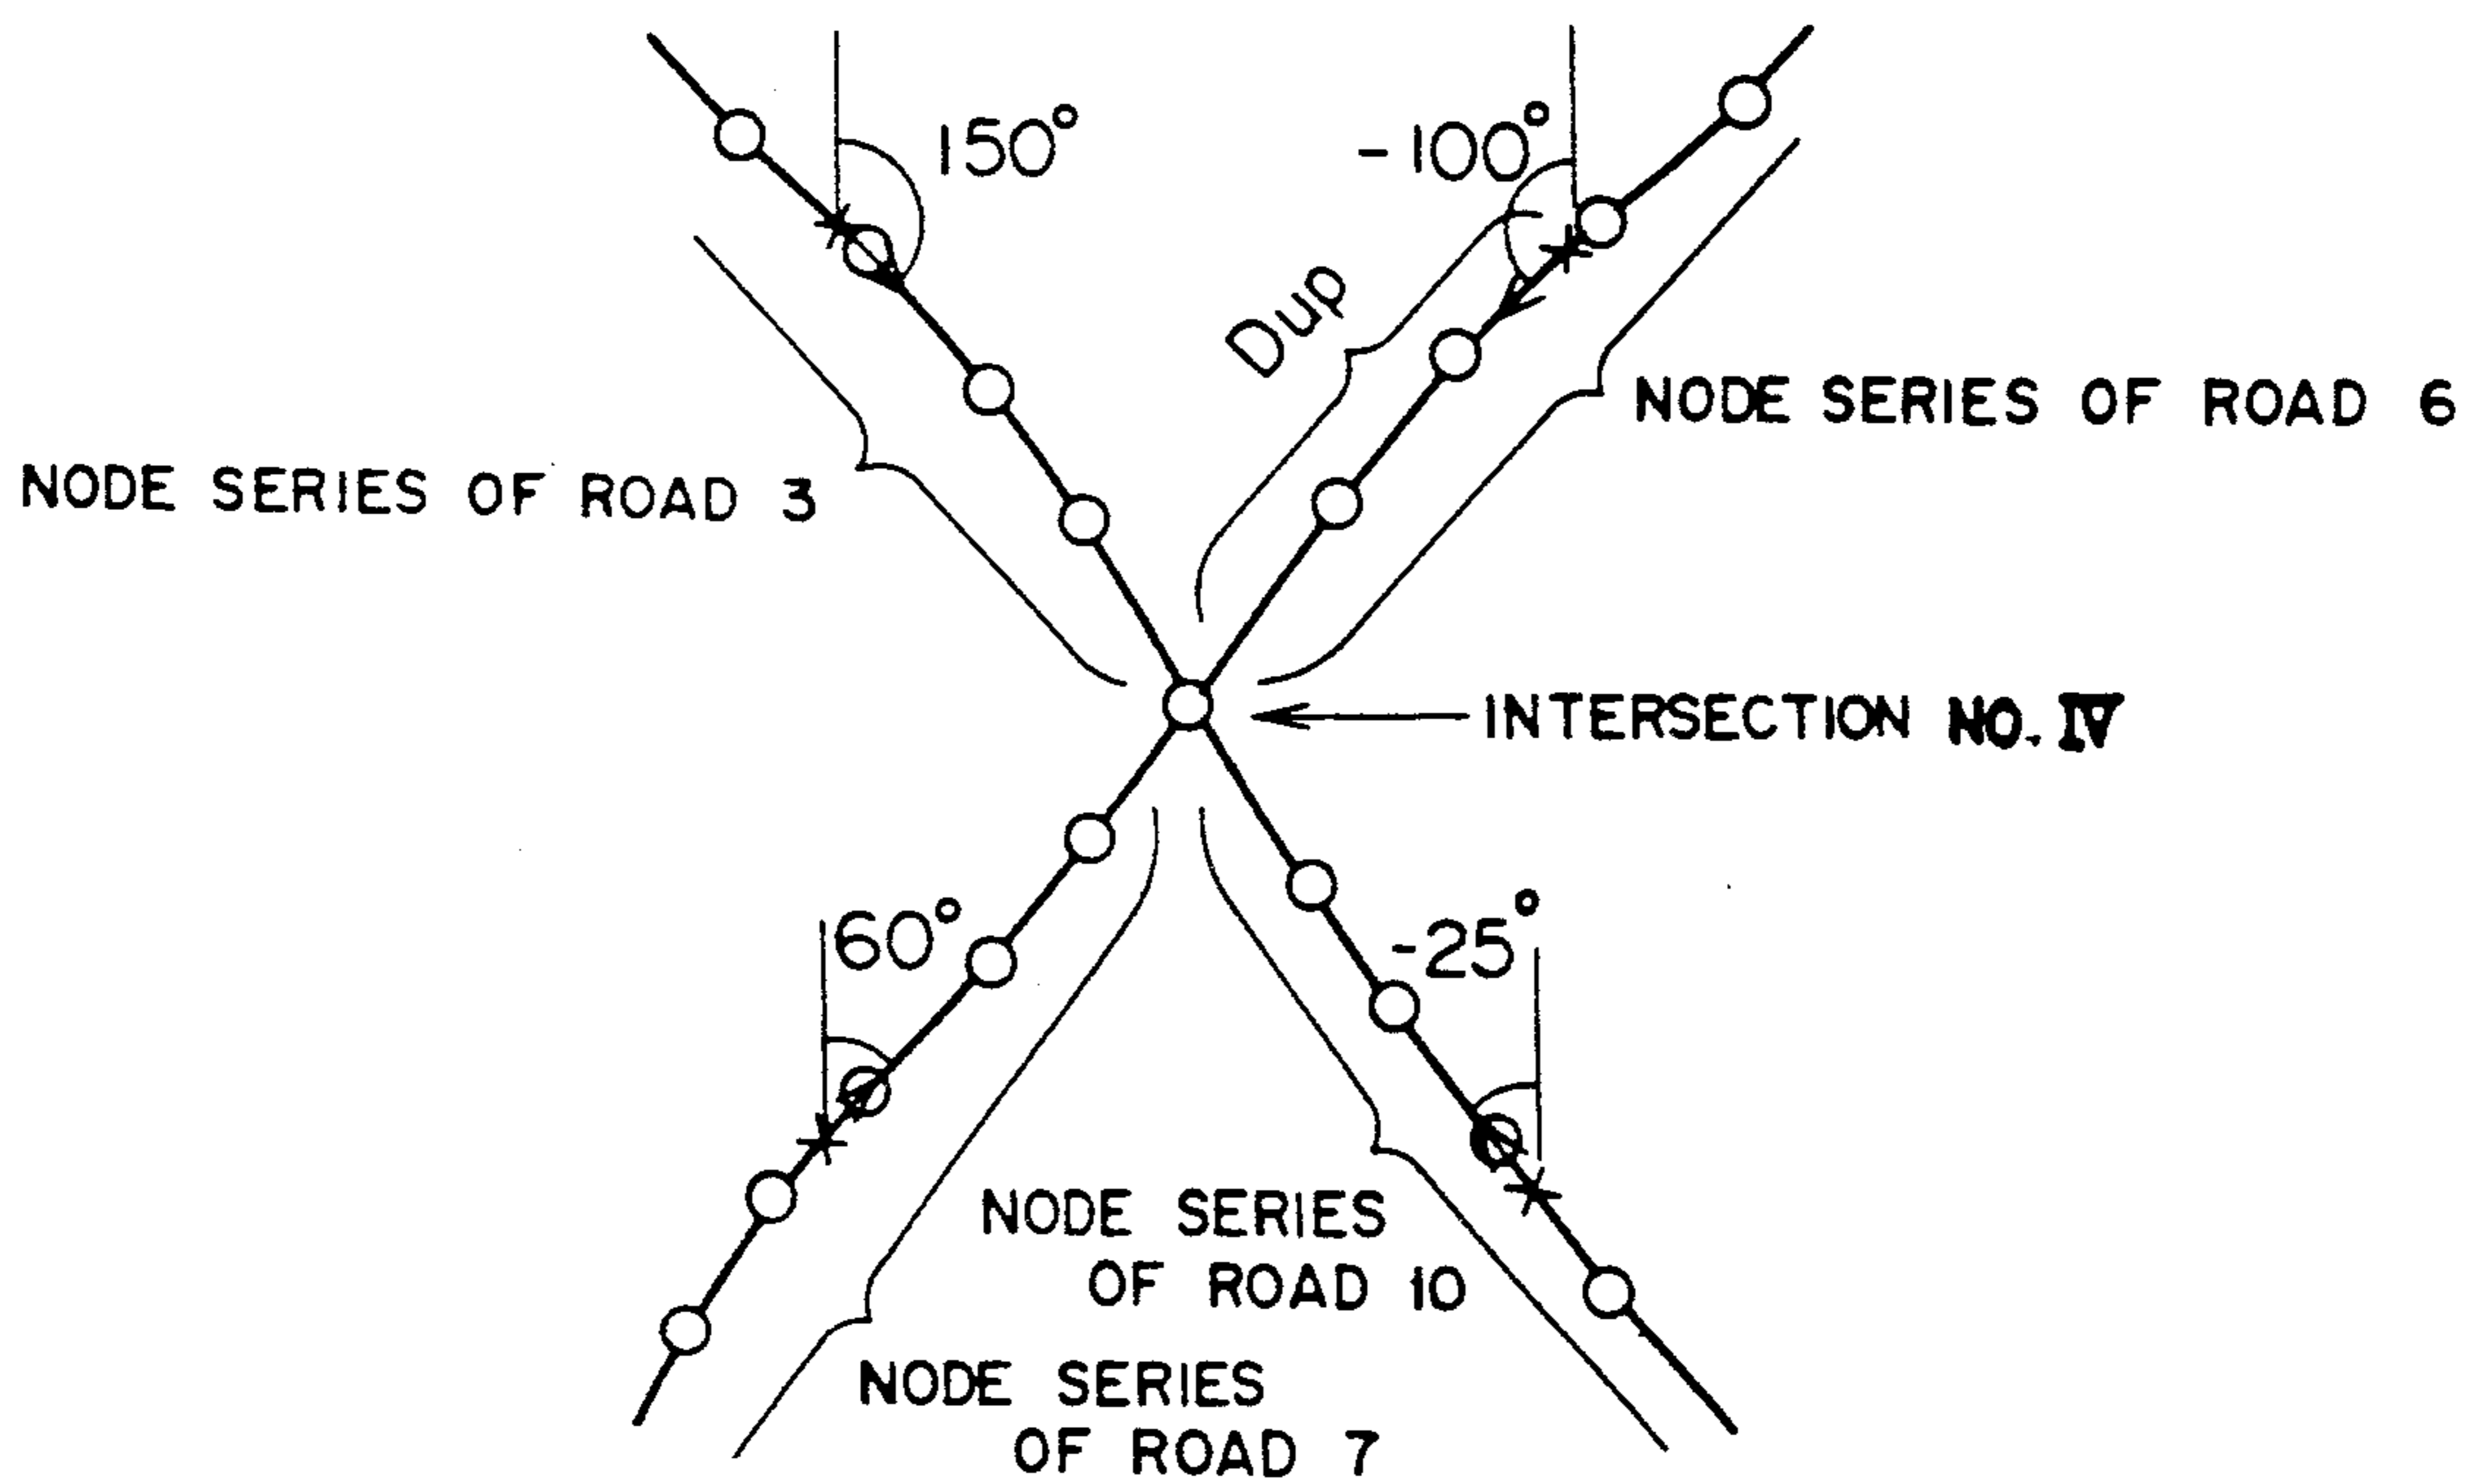 150°
-100°
Dup
NODE SERIES OF ROAD 6
NODE SERIES OF ROAD 3
INTERSECTION NO. IV
60°
-25°
NODE SERIES
OF ROAD 10
NODE SERIES
OF ROAD 7